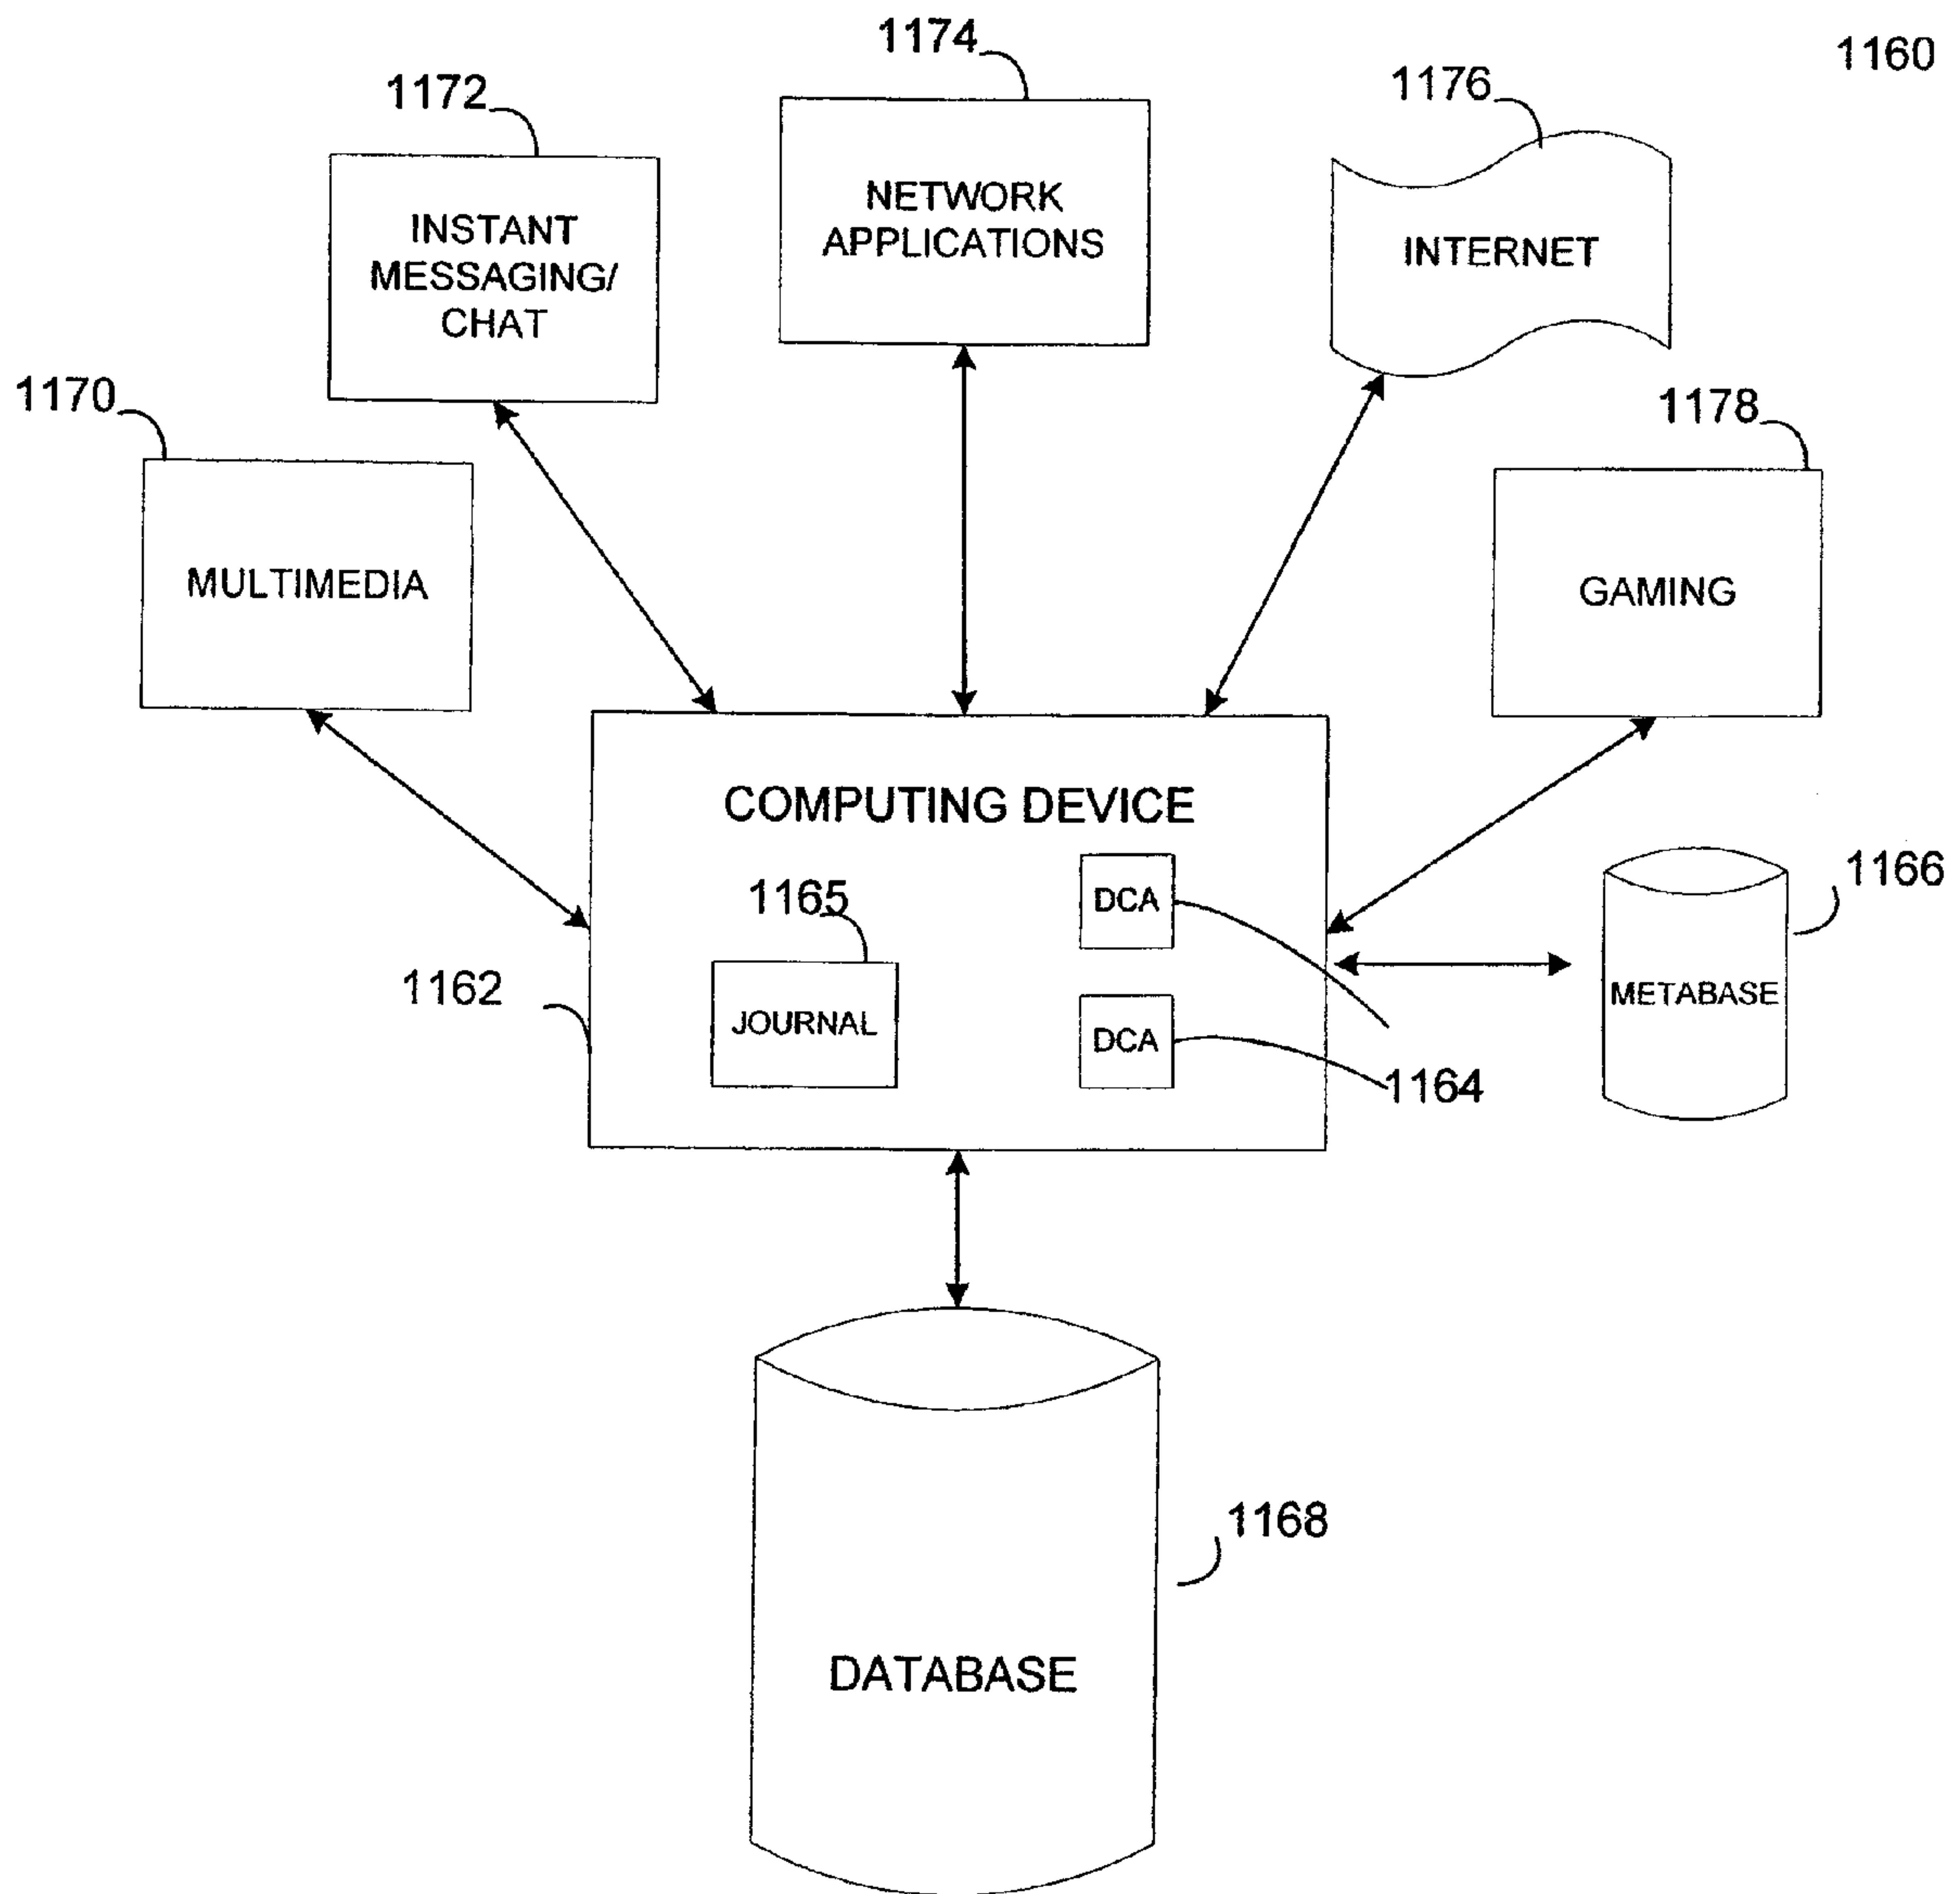 1160
1174
1172
1176
NETWORK
APPLICATIONS
INSTANT
MESSAGING/
CHAT
INTERNET
1170
1178
MULTIMEDIA
GAMING
COMPUTING DEVICE
1166
1165
DCA
1162
METABASE
JOURNAL
DCA
1164
1168
DATABASE